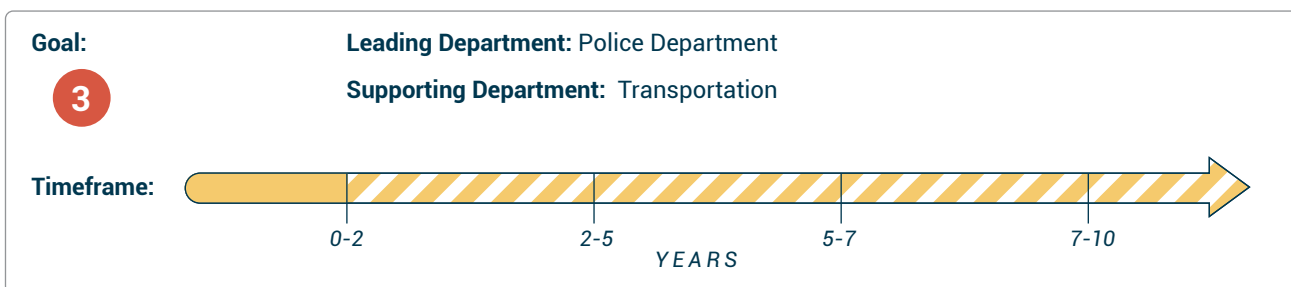 Goal:
Leading Department: Police Department
3
Supporting Department: Transportation
Timeframe:
0-2
2-5
5-7
7-10
YEARS